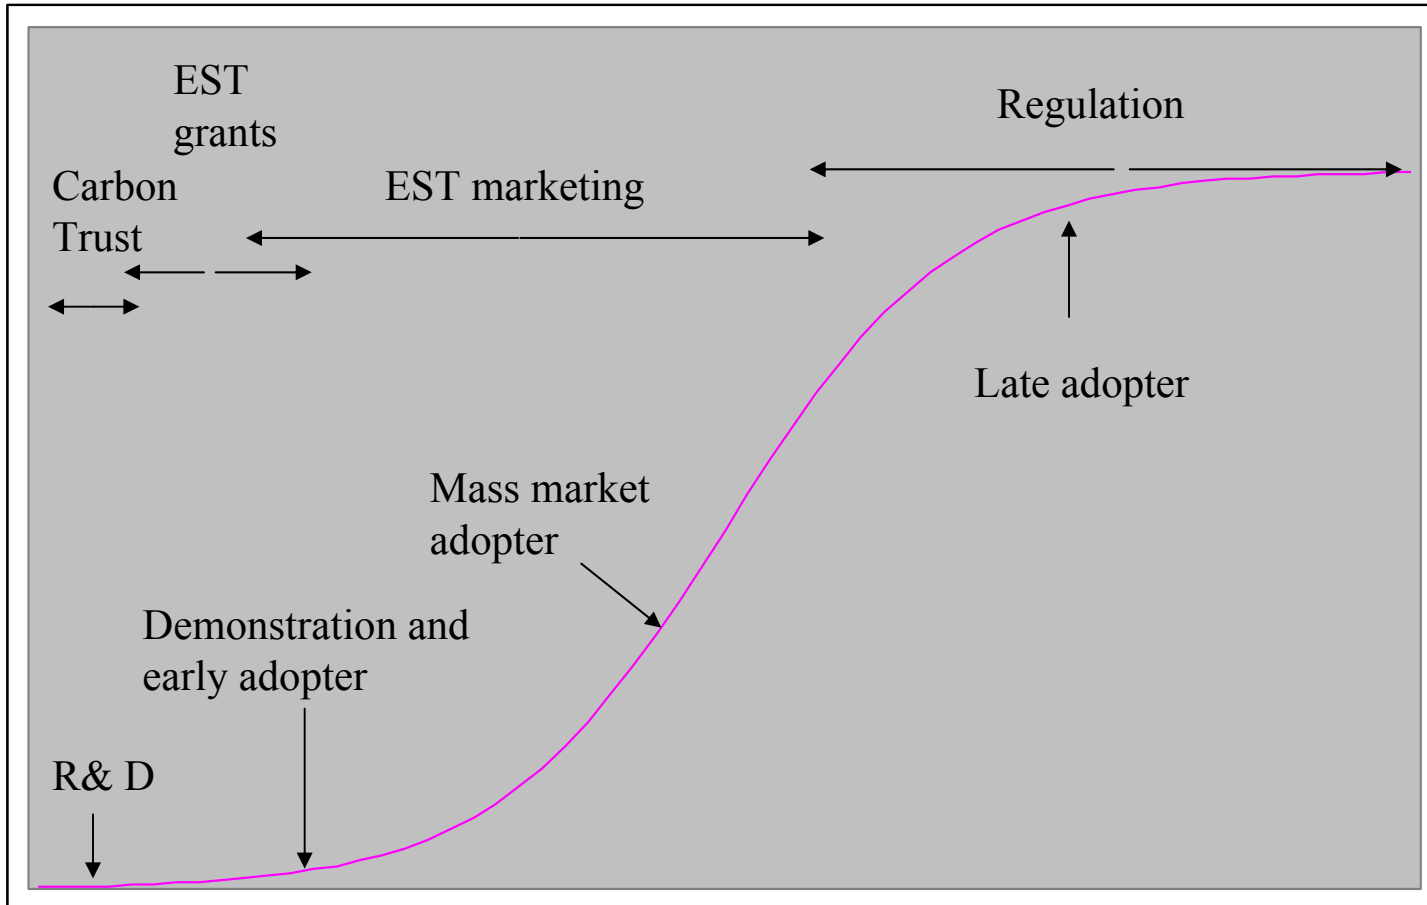 EST
grants
Regulation
Carbon
Trust
EST marketing
Late adopter
Mass market
adopter
Demonstration and
early adopter
R& D